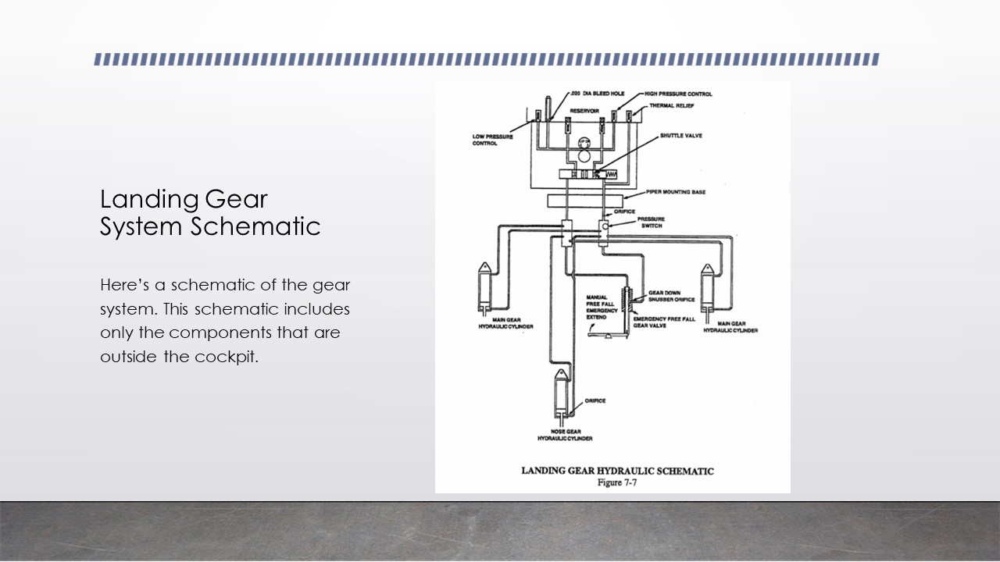 Landing Gear
System Schematic
Here's a schematic of the gear
system. This schematic includes
only the components that are
outside the cockpit.
.020 DIA BLEED HOLE
HIGH PRESSURE CONTROL
RESERVOIR
THERMAL RELIEF
LOW PRESSURE
CONTROL
SHUTTLE VALVE
PIPER MOUNTING BASE
ORIFICE
PRESSURE
SWITCH
MANUAL
FREE FALL
EMERGENCY
EXTEND
GEAR DOWN
SNUBBER ORIFICE
EMERGENCY FREE FALL
GEAR VALVE
MAIN GEAR
HYDRAULIC CYLINDER
MAIN GEAR
HYDRAULIC CYLINDER
ORIFICE
NOSE GEAR
HYDRAULIC CYLINDER
LANDING GEAR HYDRAULIC SCHEMATIC
Figure 7-7